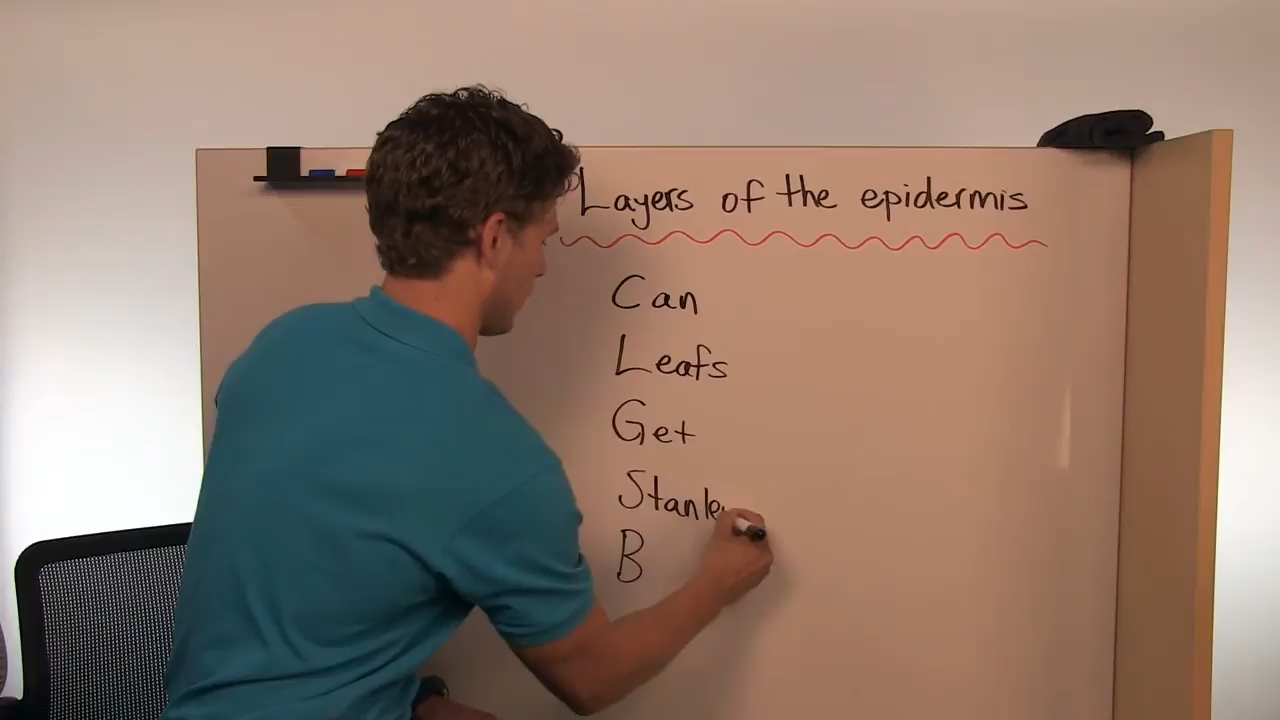 Layers of the epidermis
Can
Leafs
Get
Stanle
B